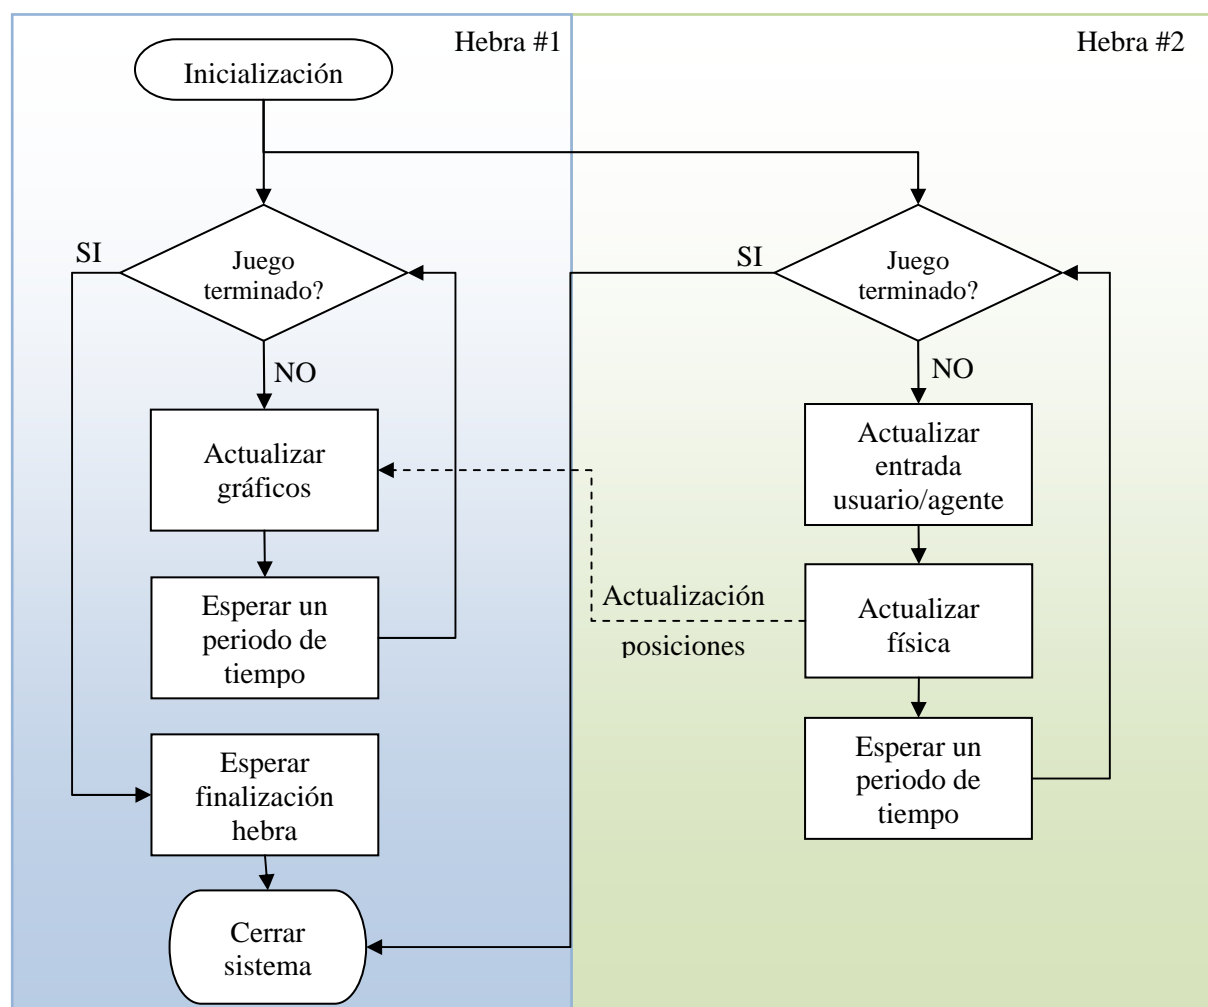 Hebra #1
Inicialización
SI
Juego
terminado?
NO
Actualizar
gráficos
Esperar un
periodo de
tiempo
Esperar
finalización
hebra
Cerrar
sistema
Hebra #2
SI
Juego
terminado?
NO
Actualizar
entrada
usuario/agente
Actualización
posiciones
Actualizar
física
Esperar un
periodo de
tiempo